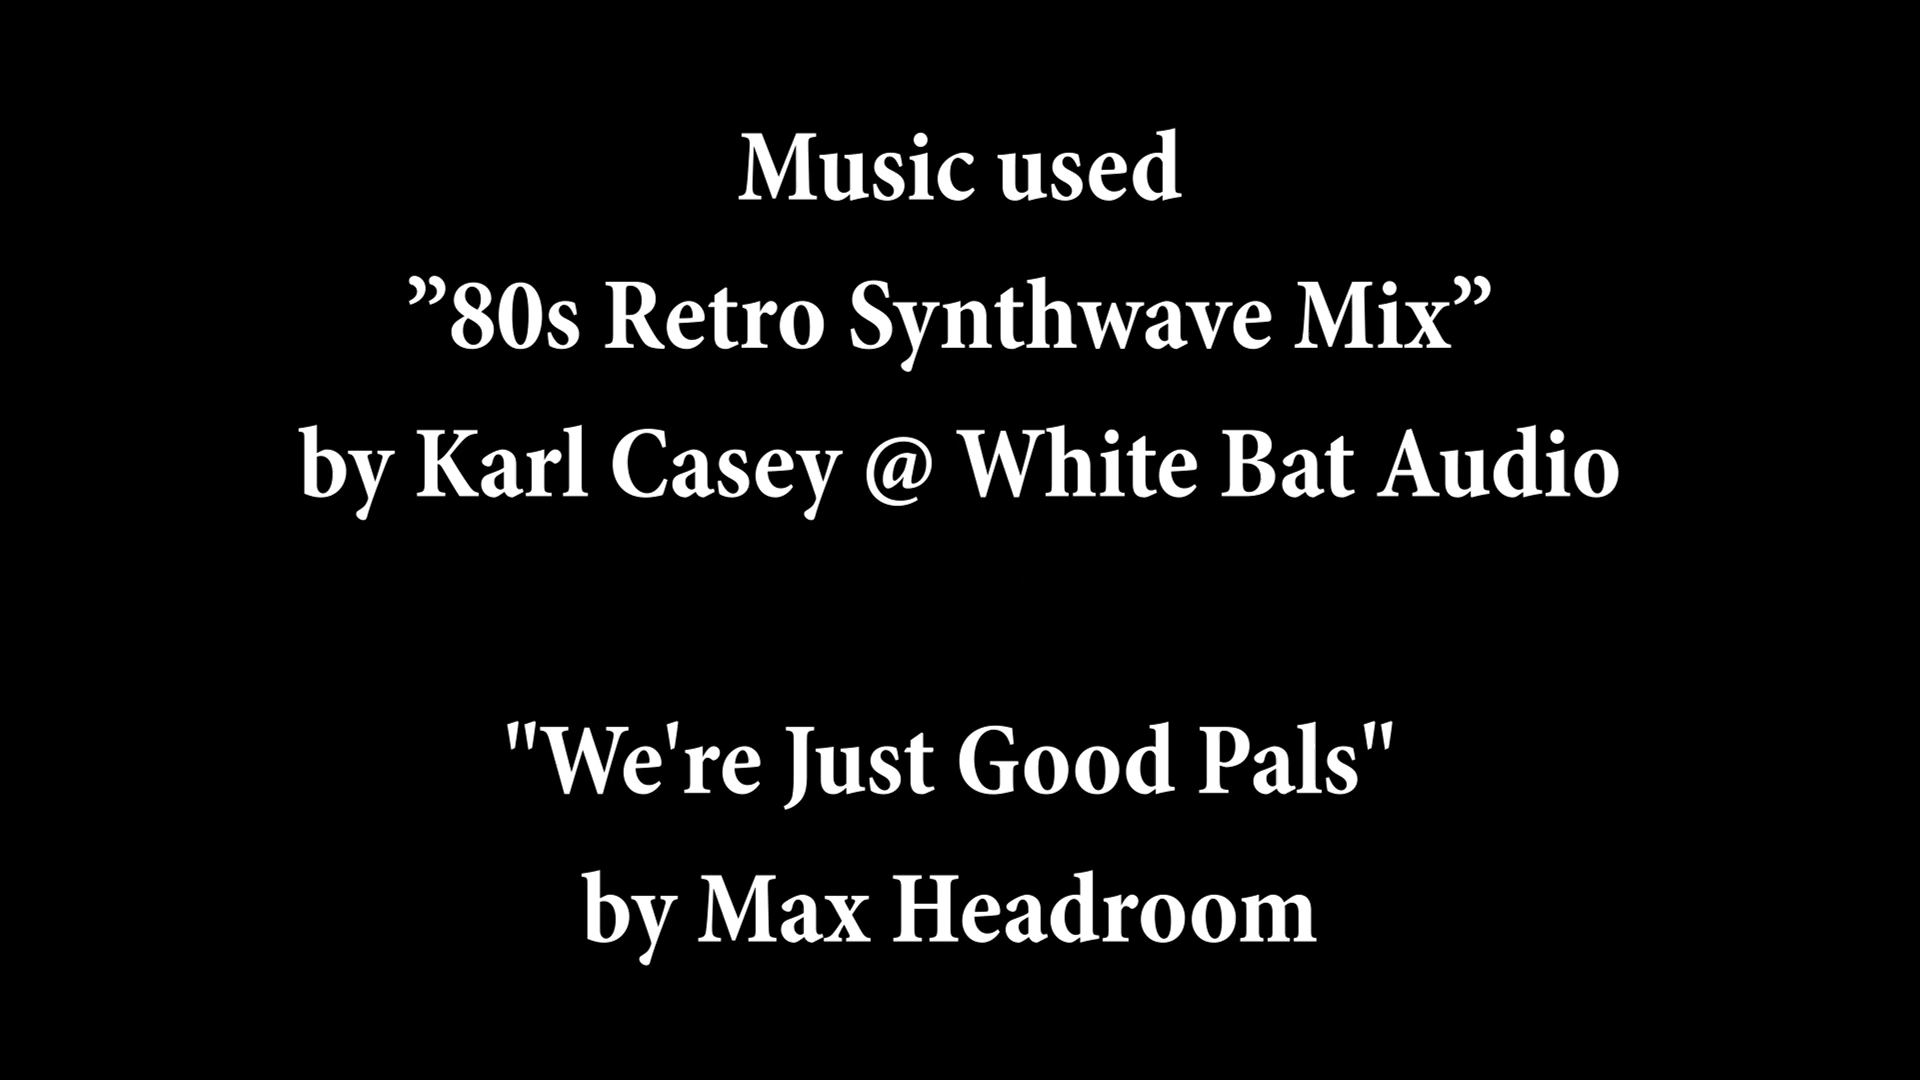 Music used
”80s Retro Synthwave Mix”
by Karl Casey @ White Bat Audio
"We're Just Good Pals"
by Max Headroom